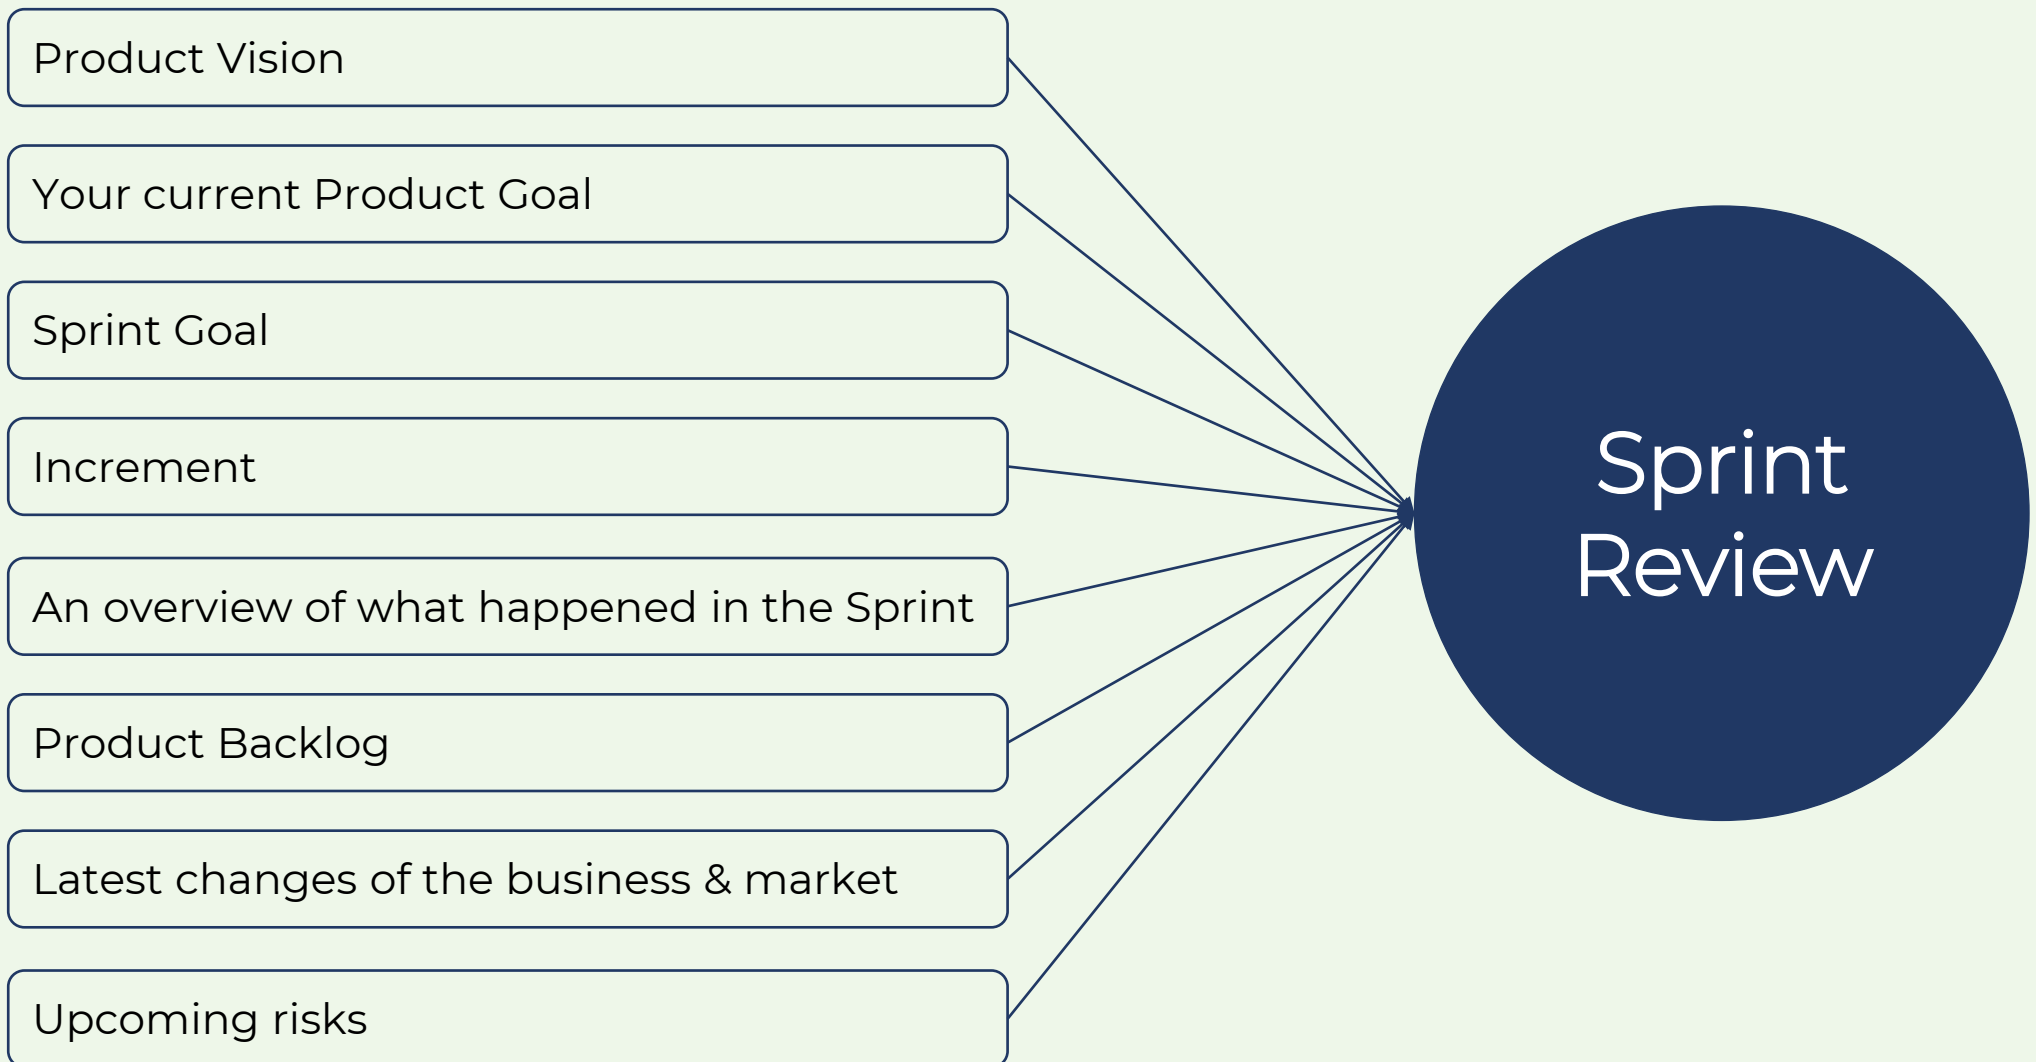 Product Vision
Your current Product Goal
Sprint Goal
Increment
An overview of what happened in the Sprint
Product Backlog
Latest changes of the business & market
Upcoming risks
Sprint
Review